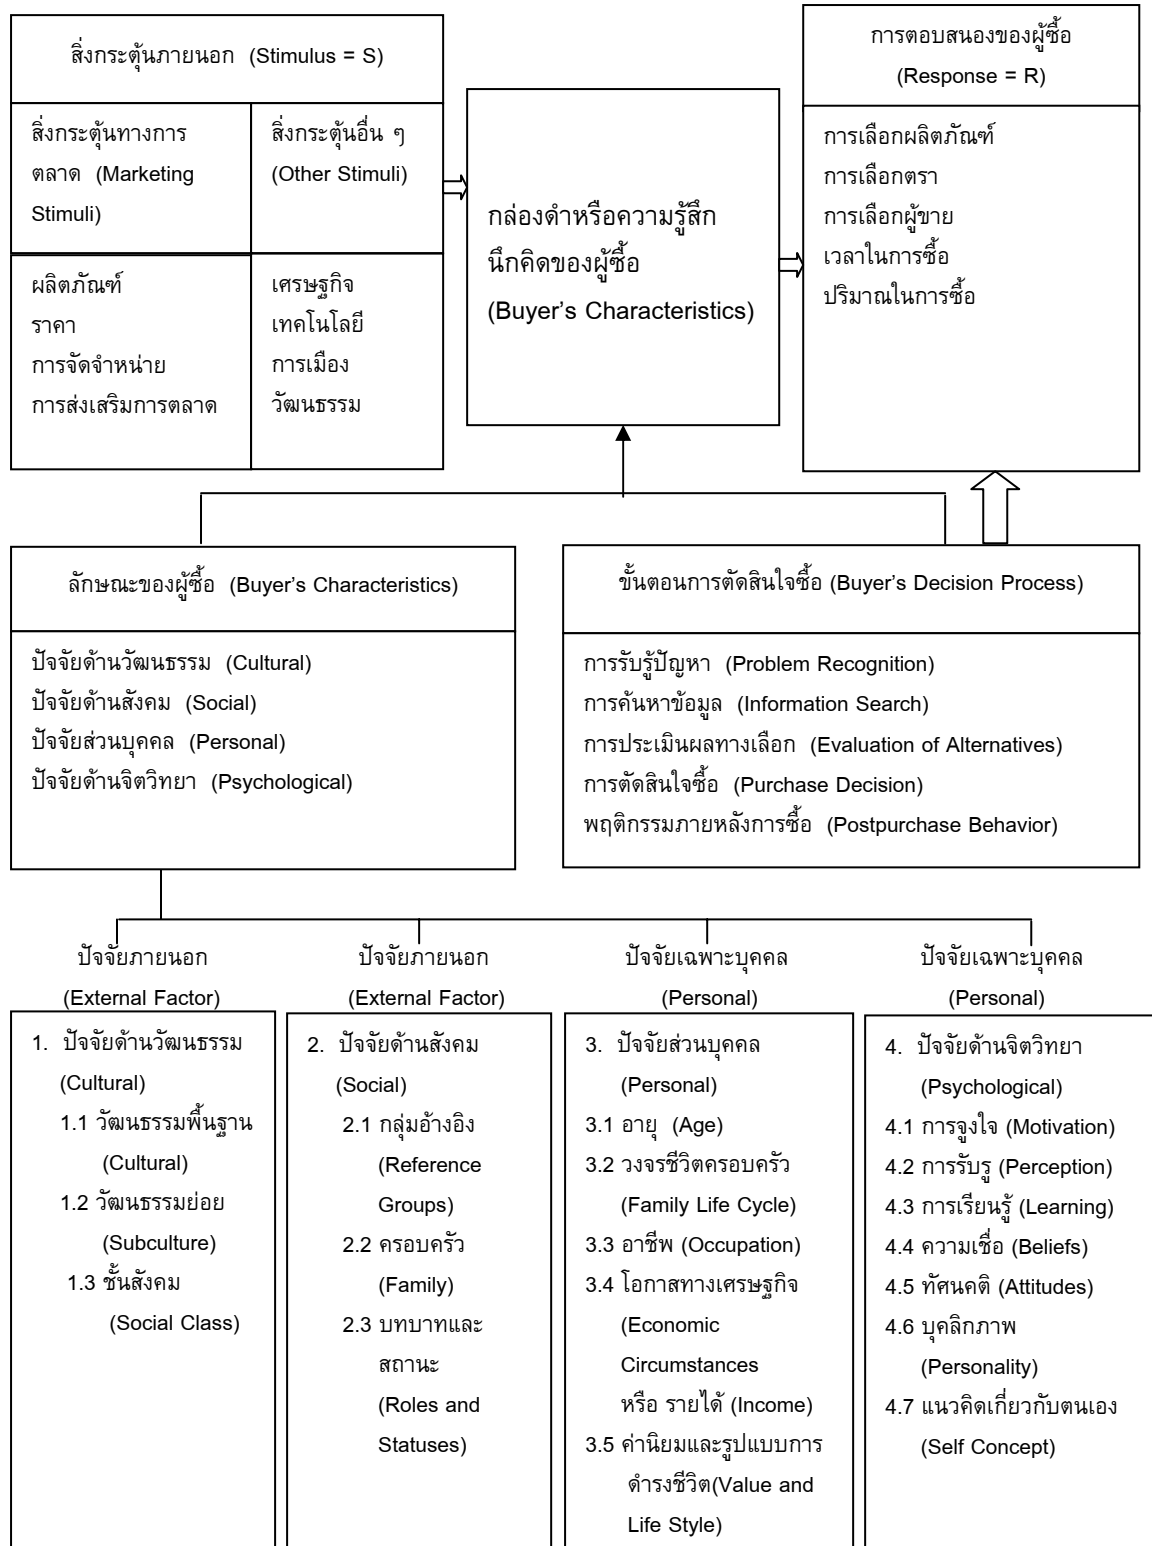 สิ่งกระตุ้นภายนอก (Stimulus = S)
สิ่งกระตุ้นทางการ
ตลาด (Marketing
Stimuli)
สิ่งกระตุ้นอื่น ๆ
(Other Stimuli)
ผลิตภัณฑ์
ราคา
การจัดจำหน่าย
การส่งเสริมการตลาด
เศรษฐกิจ
เทคโนโลยี
การเมือง
วัฒนธรรม
กล่องดำหรือความรู้สึก
นึกคิดของผู้ซื้อ
(Buyer's Characteristics)
การตอบสนองของผู้ซื้อ
(Response = R)
การเลือกผลิตภัณฑ์
การเลือกตรา
การเลือกผู้ขาย
เวลาในการซื้อ
ปริมาณในการซื้อ
ลักษณะของผู้ซื้อ (Buyer's Characteristics)
ปัจจัยด้านวัฒนธรรม (Cultural)
ปัจจัยด้านสังคม (Social)
ปัจจัยส่วนบุคคล (Personal)
ปัจจัยด้านจิตวิทยา (Psychological)
ขั้นตอนการตัดสินใจซื้อ (Buyer's Decision Process)
การรับรู้ปัญหา (Problem Recognition)
การค้นหาข้อมูล (Information Search)
การประเมินผลทางเลือก (Evaluation of Alternatives)
การตัดสินใจซื้อ (Purchase Decision)
พฤติกรรมภายหลังการซื้อ (Postpurchase Behavior)
ปัจจัยภายนอก
(External Factor)
1. ปัจจัยด้านวัฒนธรรม
(Cultural)
1.1 วัฒนธรรมพื้นฐาน
(Cultural)
1.2 วัฒนธรรมย่อย
(Subculture)
1.3 ชั้นสังคม
(Social Class)
ปัจจัยภายนอก
(External Factor)
2. ปัจจัยด้านสังคม
(Social)
2.1 กลุ่มอ้างอิง
(Reference
Groups)
2.2 ครอบครัว
(Family)
2.3 บทบาทและ
สถานะ
(Roles and
Statuses)
ปัจจัยเฉพาะบุคคล
(Personal)
3. ปัจจัยส่วนบุคคล
(Personal)
3.1 อายุ (Age)
3.2 วงจรชีวิตครอบครัว
(Family Life Cycle)
3.3 อาชีพ (Occupation)
3.4 โอกาสทางเศรษฐกิจ
(Economic
Circumstances
หรือ รายได้ (Income)
3.5 ค่านิยมและรูปแบบการ
ดำรงชีวิต(Value and
Life Style)
ปัจจัยเฉพาะบุคคล
(Personal)
4. ปัจจัยด้านจิตวิทยา
(Psychological)
4.1 การจูงใจ (Motivation)
4.2 การรับรู (Perception)
4.3 การเรียนรู้ (Learning)
4.4 ความเชื่อ (Beliefs)
4.5 ทัศนคติ (Attitudes)
4.6 บุคลิกภาพ
(Personality)
4.7 แนวคิดเกี่ยวกับตนเอง
(Self Concept)